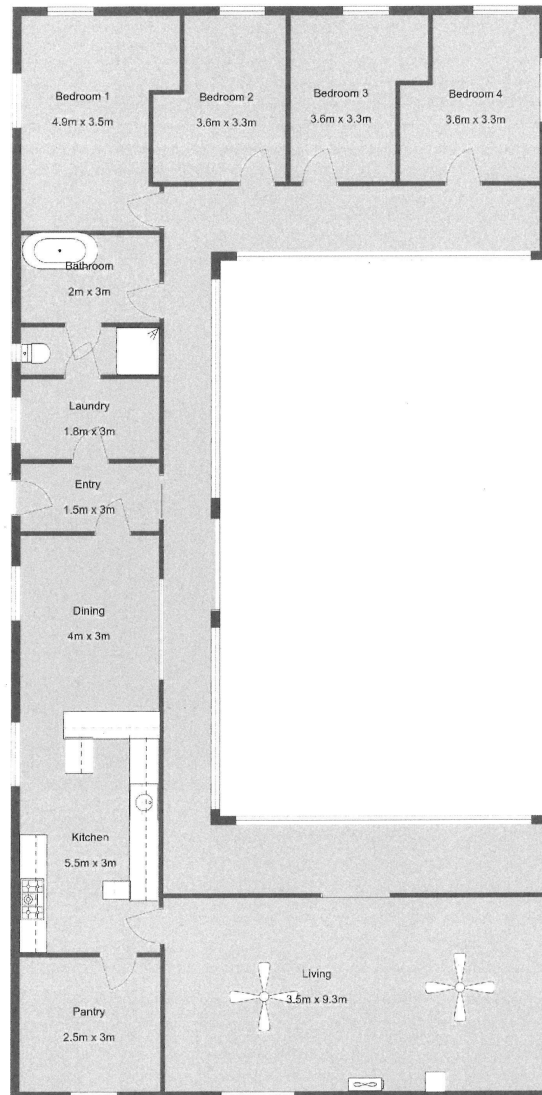 Bedroom 1
4.9m x 3.5m
Bedroom 2
3.6m x 3.3m
Bedroom 3
3.6m x 3.3m
Bedroom 4
3.6m x 3.3m
Bathroom
2m x 3m
Laundry
1.8m x 3m
Entry
1.5m x 3m
Dining
4m x 3m
Kitchen
5.5m x 3m
Living
3.5m x 9.3m
Pantry
2.5m x 3m